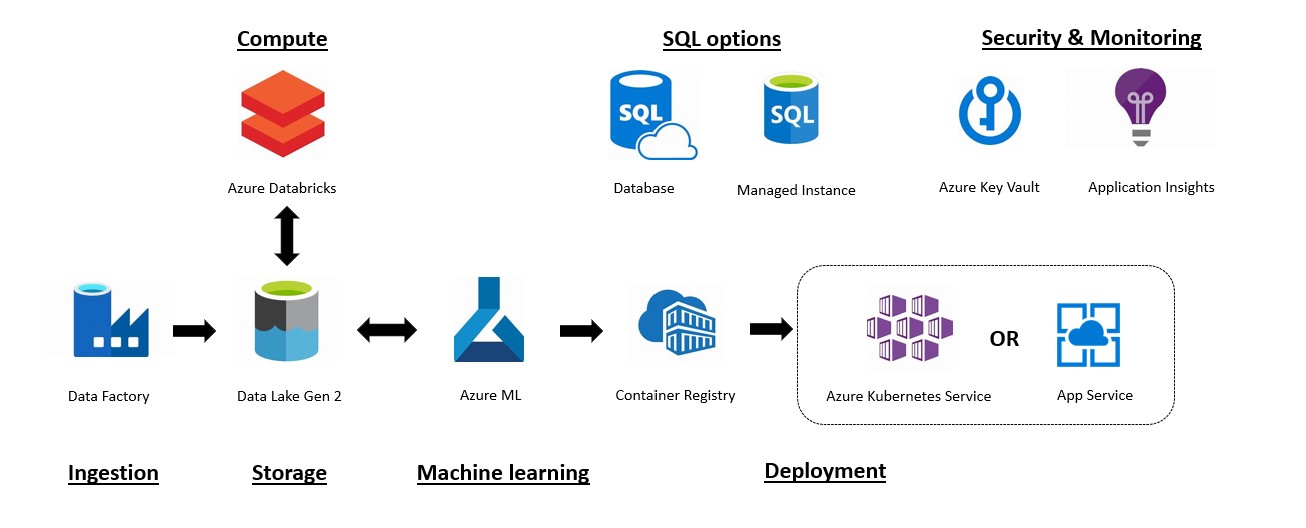 Compute
SQL options
Security & Monitoring
SQL
SQL
Azure Databricks
Database
Managed Instance
Azure Key Vault
Application Insights
OR
Data Factory
Data Lake Gen 2
Azure ML
Container Registry
Azure Kubernetes Service
App Service
Ingestion
Storage
Machine learning
Deployment